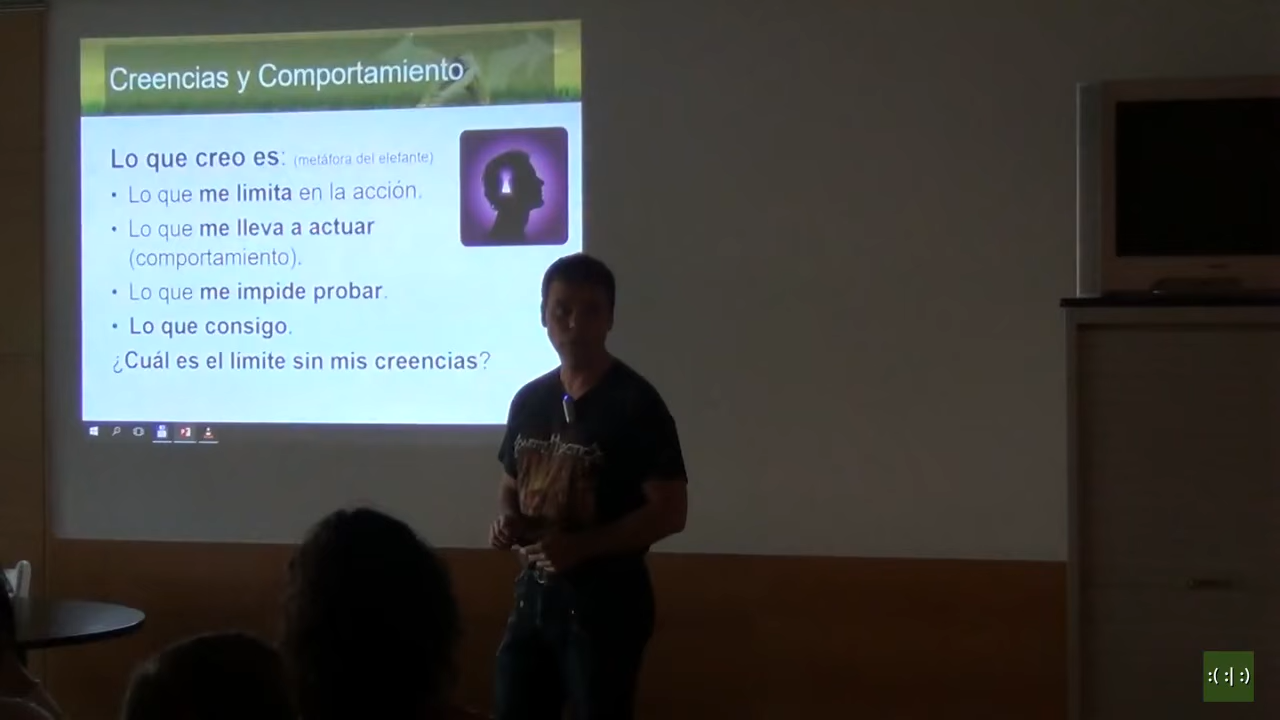 Creencias y Comportamiento
Lo que creo es: (metáfora del elefante)
• Lo que me limita en la acción.
• Lo que me lleva a actuar
(comportamiento).
• Lo que me impide probar.
• Lo que consigo.
¿Cuál es el limite sin mis creencias?
:( :| :)